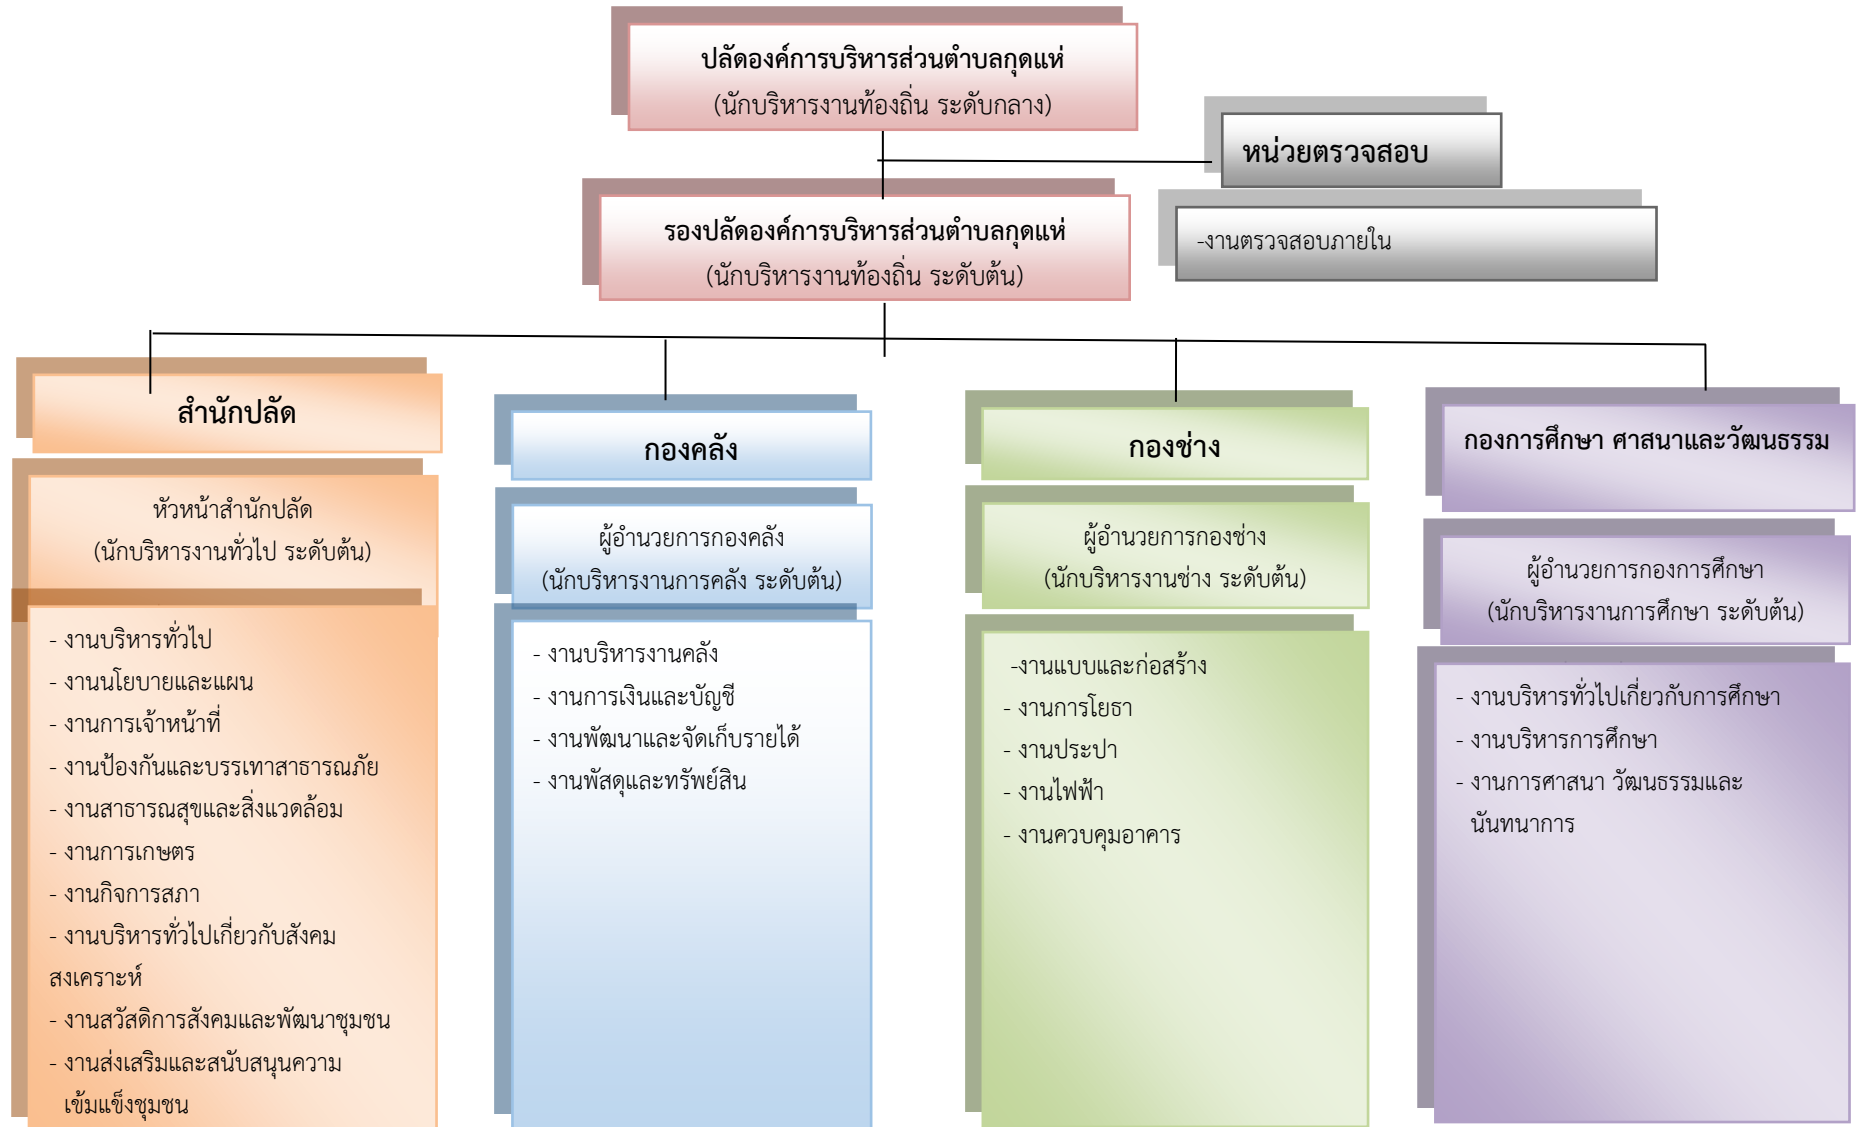 ปลัดองค์การบริหารส่วนตำบลกุดแห่
(นักบริหารงานท้องถิ่น ระดับกลาง)
หน่วยตรวจสอบ
-งานตรวจสอบภายใน
รองปลัดองค์การบริหารส่วนตำบลกุดแห่
(นักบริหารงานท้องถิ่น ระดับต้น)
สำนักปลัด
หัวหน้าสำนักปลัด
(นักบริหารงานทั่วไป ระดับต้น)
- งานบริหารทั่วไป
- งานนโยบายและแผน
- งานการเจ้าหน้าที่
- งานป้องกันและบรรเทาสาธารณภัย
- งานสาธารณสุขและสิ่งแวดล้อม
- งานการเกษตร
- งานกิจการสภา
- งานบริหารทั่วไปเกี่ยวกับสังคม
สงเคราะห์
- งานสวัสดิการสังคมและพัฒนาชุมชน
- งานส่งเสริมและสนับสนุนความ
เข้มแข็งชุมชน
กองคลัง
ผู้อำนวยการกองคลัง
(นักบริหารงานการคลัง ระดับต้น)
- งานบริหารงานคลัง
- งานการเงินและบัญชี
- งานพัฒนาและจัดเก็บรายได้
- งานพัสดุและทรัพย์สิน
กองช่าง
ผู้อำนวยการกองช่าง
(นักบริหารงานช่าง ระดับต้น)
-งานแบบและก่อสร้าง
- งานการโยธา
- งานประปา
- งานไฟฟ้า
- งานควบคุมอาคาร
กองการศึกษา ศาสนาและวัฒนธรรม
ผู้อำนวยการกองการศึกษา
(นักบริหารงานการศึกษา ระดับต้น)
- งานบริหารทั่วไปเกี่ยวกับการศึกษา
- งานบริหารการศึกษา
- งานการศาสนา วัฒนธรรมและ
นันทนาการ